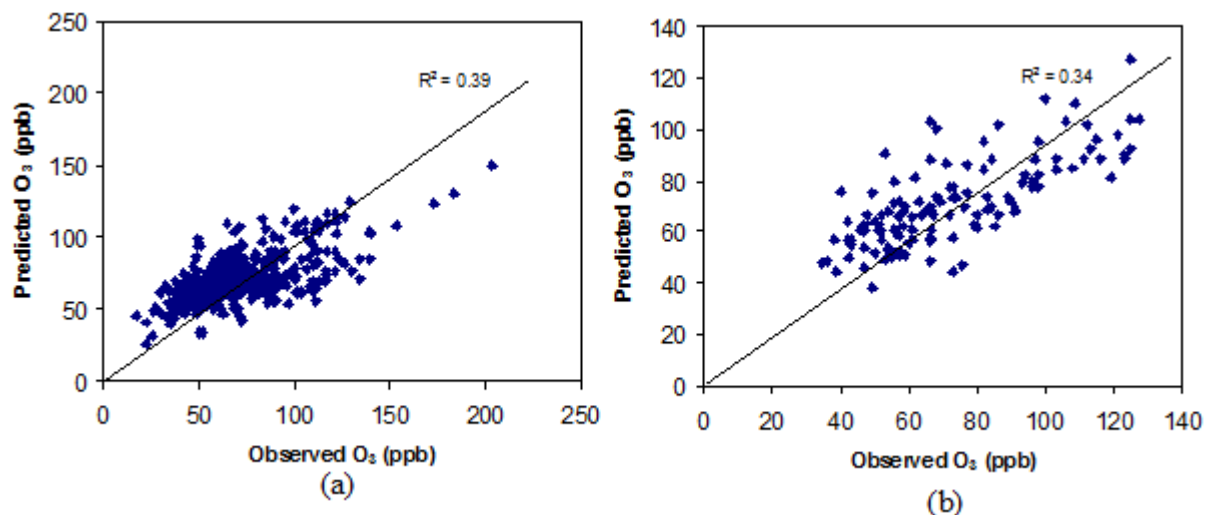 250
200
150
100
50
0
Predicted O₃ (ppb)
R² = 0.39
0 50 100 150 200 250
Observed O₃ (ppb)
(a)
140
120
100
80
60
40
20
0
Predicted O₃ (ppb)
R² = 0.34
0 20 40 60 80 100 120 140
Observed O₃ (ppb)
(b)